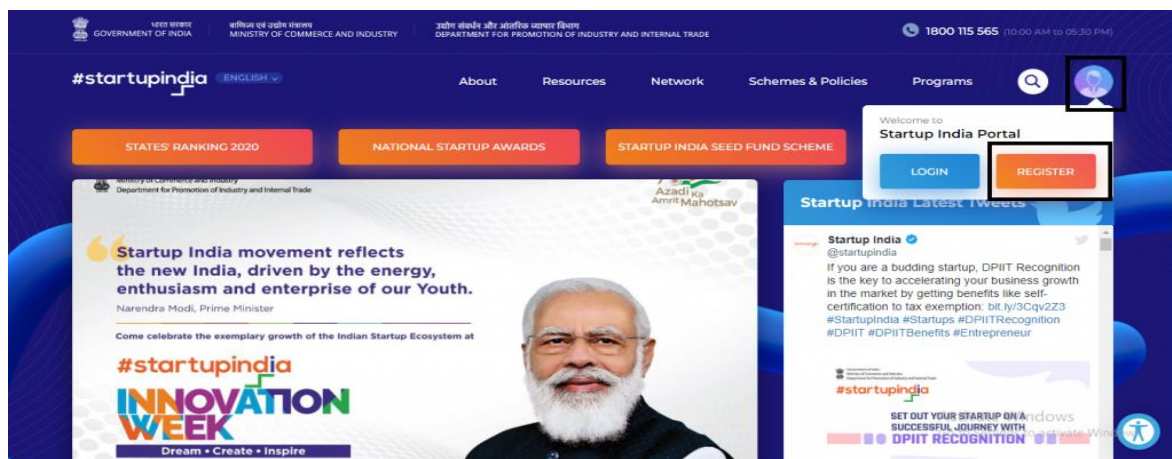 भारत सरकार
GOVERNMENT OF INDIA
वाणिज्य एवं उद्योग मंत्रालय
MINISTRY OF COMMERCE AND INDUSTRY
उद्योग संवर्धन और आंतरिक व्यापार विभाग
DEPARTMENT FOR PROMOTION OF INDUSTRY AND INTERNAL TRADE
1800 115 565 (10:00 AM to 05:30 PM)
#startupindia ENGLISH
About Resources Network Schemes & Policies Programs
Welcome to
Startup India Portal
LOGIN REGISTER
STATES' RANKING 2020 NATIONAL STARTUP AWARDS STARTUP INDIA SEED FUND SCHEME
Ministry of Commerce and Industry
Department for Promotion of Industry and Internal Trade
Azadi Ka
Amrit Mahotsav
Startup India movement reflects
the new India, driven by the energy,
enthusiasm and enterprise of our Youth.
Narendra Modi, Prime Minister
Come celebrate the exemplary growth of the Indian Startup Ecosystem at
#startupindia
INNOVATION
WEEK
Dream • Create • Inspire
Startup India Latest Tweets
Startup India
@startupindia
If you are a budding startup, DPIIT Recognition
is the key to accelerating your business growth
in the market by getting benefits like self-
certification to tax exemption: bit.ly/3Cqv2Z3
#StartupIndia #Startups #DPIITRecognition
#DPIIT #DPIITBenefits #Entrepreneur
#startupindia
SET OUT YOUR STARTUP ON A
SUCCESSFUL JOURNEY WITH
DPIIT RECOGNITION